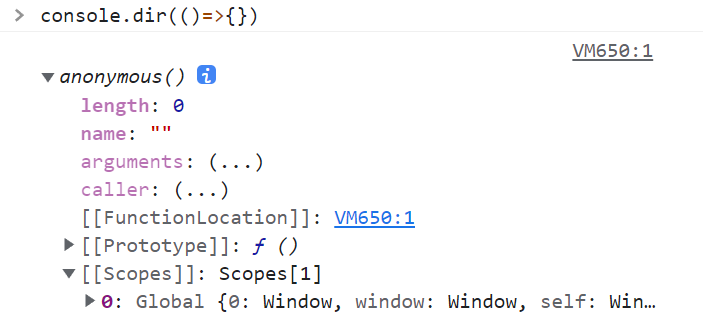 > console.dir(()=>{})
VM650:1
▼ anonymous() i
length: 0
name: ""
arguments: (...)
caller: (...)
[[FunctionLocation]]: VM650:1
▶ [[Prototype]]: ƒ ()
▼ [[Scopes]]: Scopes[1]
▶ 0: Global {0: Window, window: Window, self: Win…